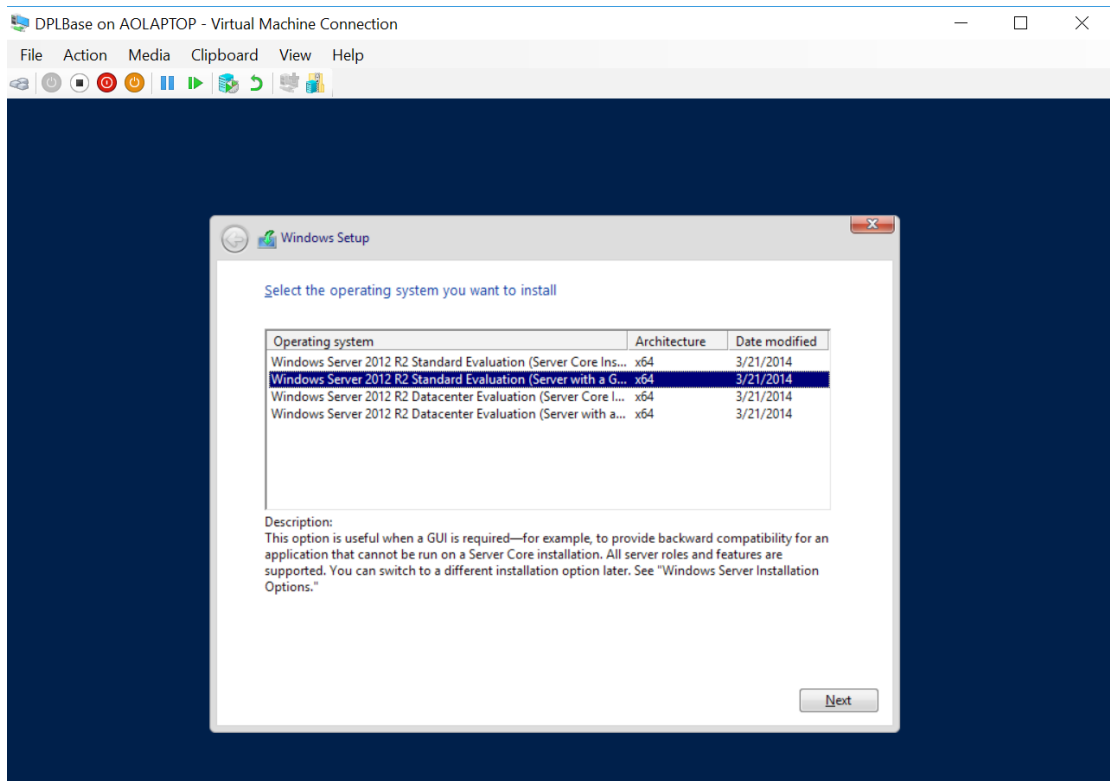 DPLBase on AOLAPTOP - Virtual Machine Connection
File Action Media Clipboard View Help
Windows Setup
Select the operating system you want to install
Operating system Architecture Date modified
Windows Server 2012 R2 Standard Evaluation (Server Core Ins... x64 3/21/2014
Windows Server 2012 R2 Standard Evaluation (Server with a G... x64 3/21/2014
Windows Server 2012 R2 Datacenter Evaluation (Server Core I... x64 3/21/2014
Windows Server 2012 R2 Datacenter Evaluation (Server with a... x64 3/21/2014
Description:
This option is useful when a GUI is required—for example, to provide backward compatibility for an
application that cannot be run on a Server Core installation. All server roles and features are
supported. You can switch to a different installation option later. See "Windows Server Installation
Options."
Next